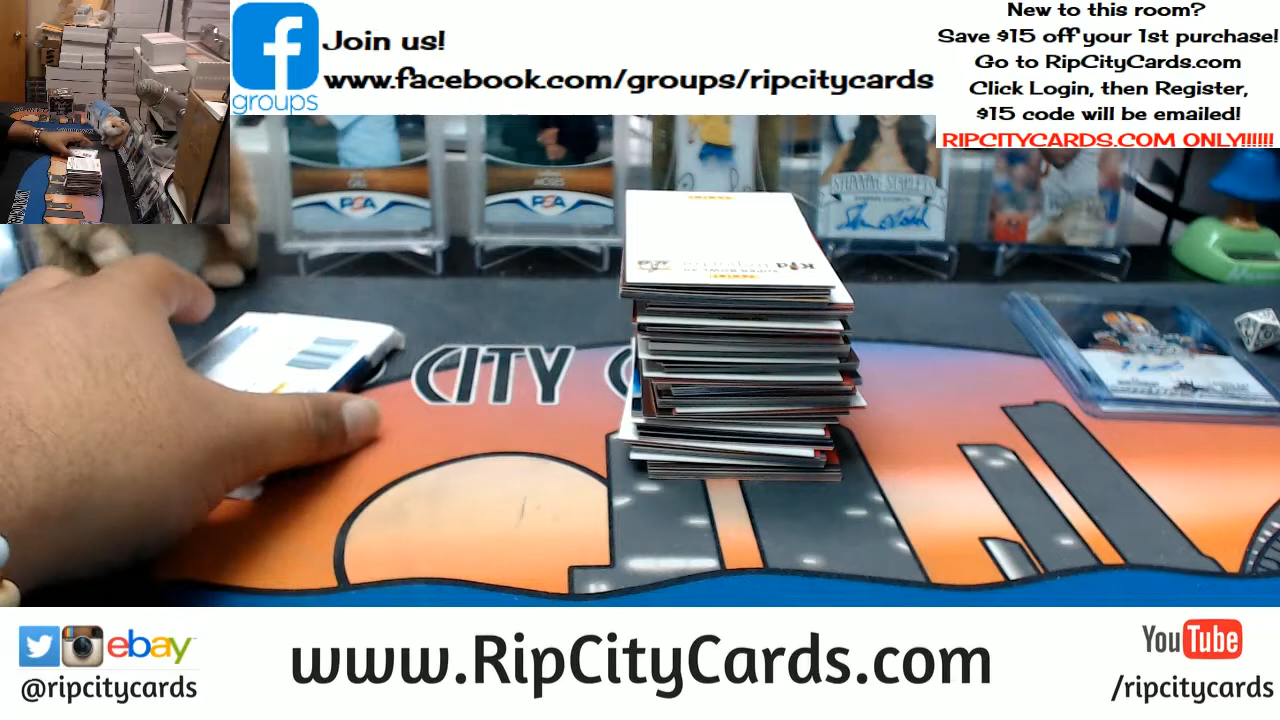 Join us!
www.facebook.com/groups/ripcitycards
groups
New to this room?
Save $15 off your 1st purchase!
Go to RipCityCards.com
Click Login, then Register,
$15 code will be emailed!
RIPCITYCARDS.COM ONLY!!!!!!
PSA
PSA
CITY C
ebay
@ripcitycards
www.RipCityCards.com
YouTube
/ripcitycards